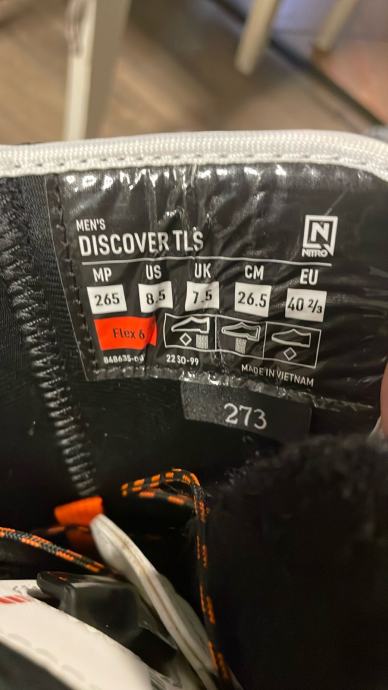 MEN'S
DISCOVER TLS
N
NITRO
MP US UK CM EU
265 8.5 7.5 26.5 40 2/3
Flex 6
22 SO-99
MADE IN VIETNAM
273